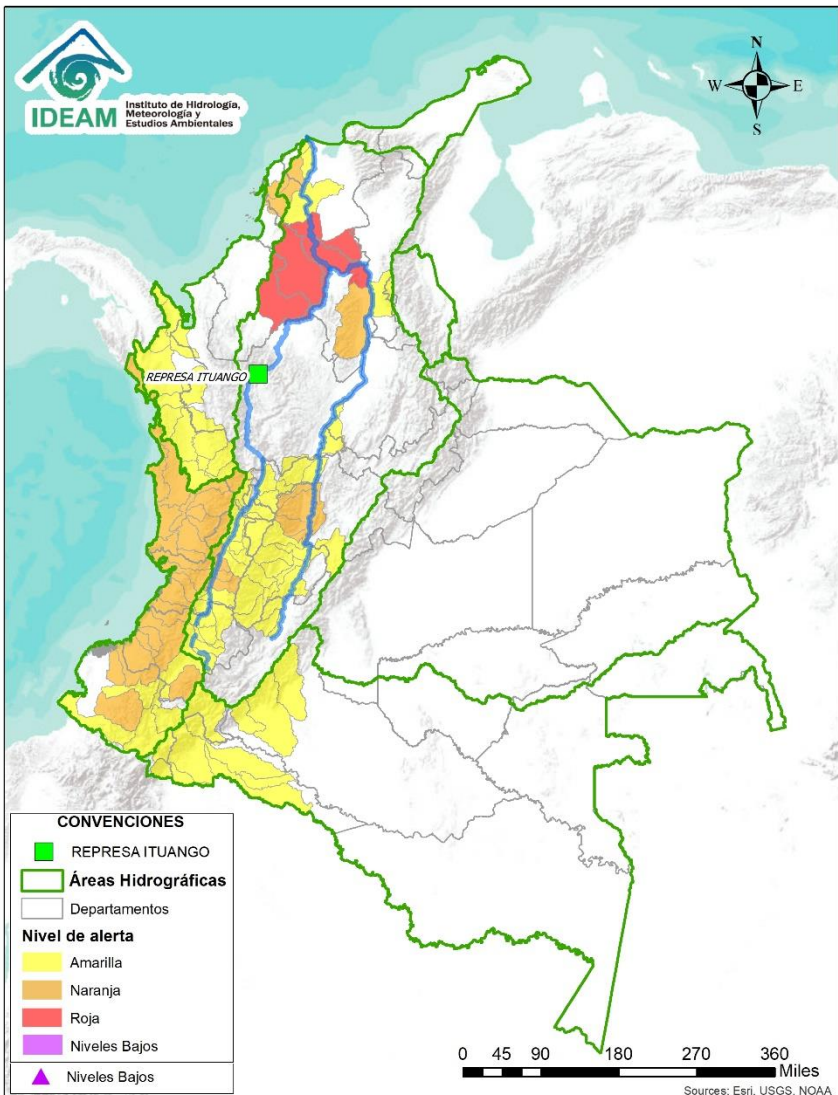 IDEAM
Instituto de Hidrología,
Meteorología y
Estudios Ambientales
N
W
E
S
REPRESA ITUANGO
CONVENCIONES
REPRESA ITUANGO
Áreas Hidrográficas
Departamentos
Nivel de alerta
Amarilla
Naranja
Roja
Niveles Bajos
Niveles Bajos
0 45 90 180 270 360
Miles
Sources: Esri, USGS, NOAA